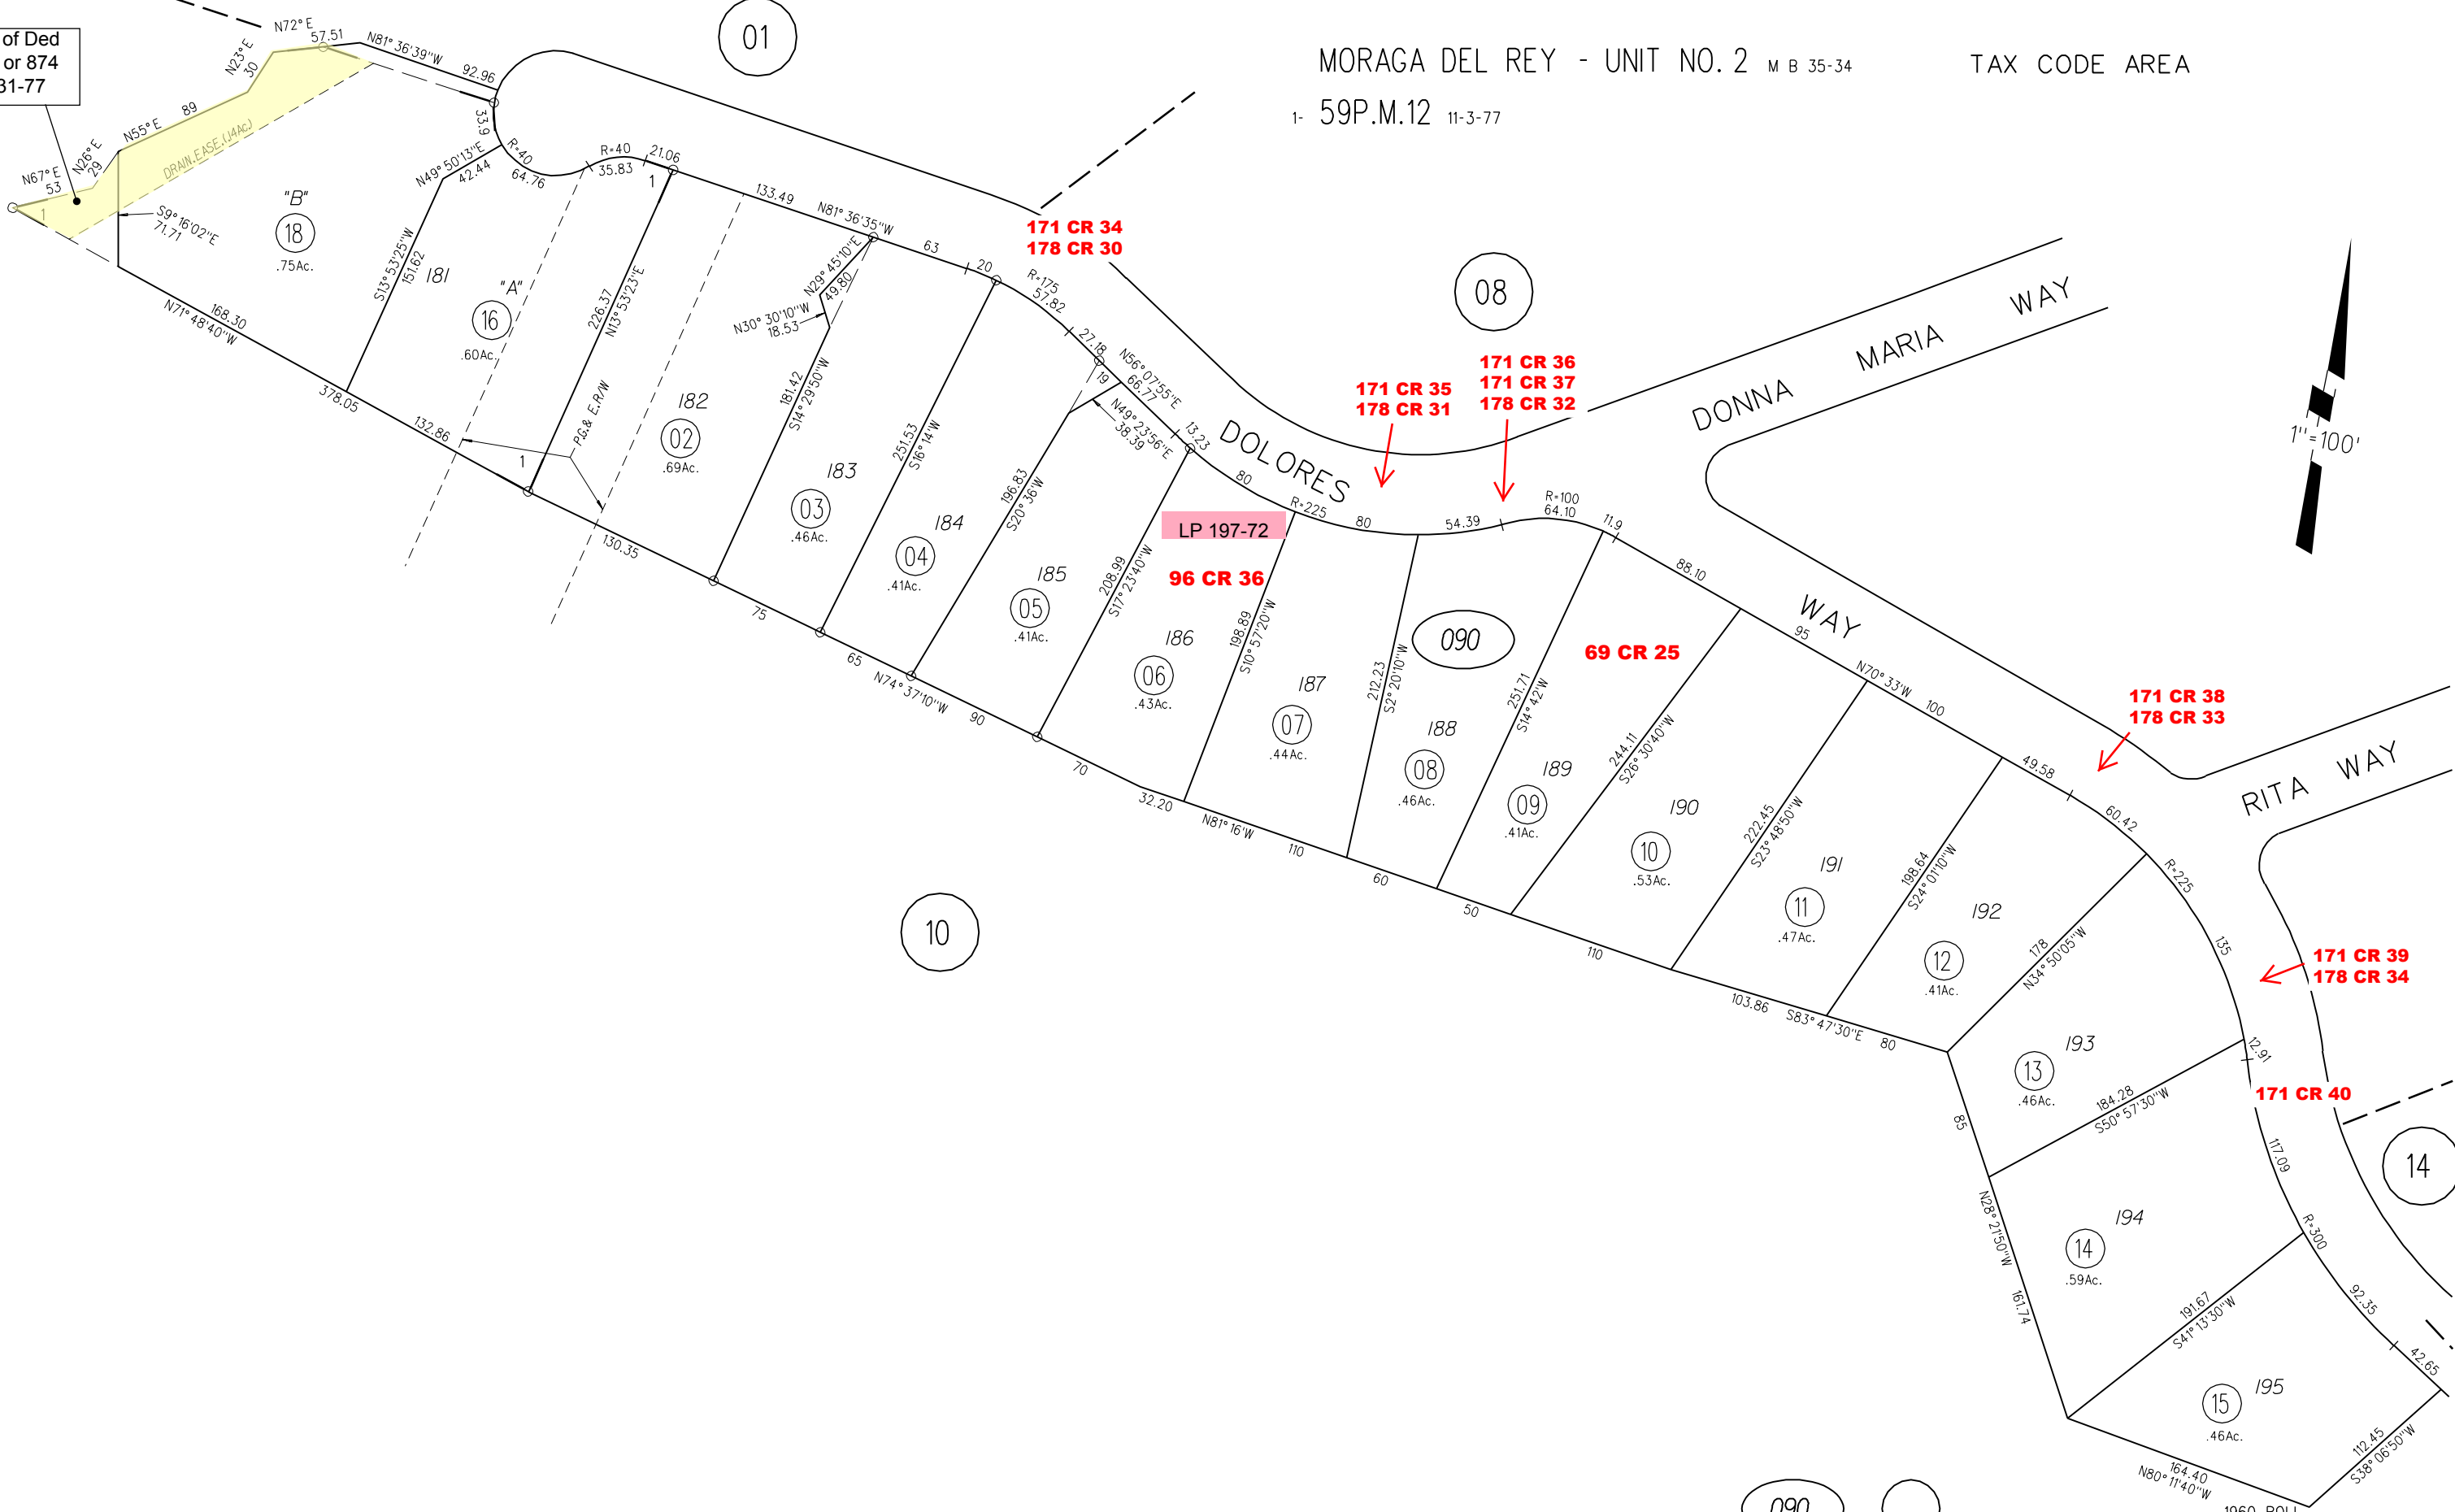 of Ded
or 874
31-77
N72°E
57.51
N81°36'39"W
92.96
N23°E
30
89
N55°E
N26°E
29
N67°E
53
1
DRAIN.EASE.(.14Ac.)
S9°16'02"E
71.71
"B"
18
.75Ac.
33.9
N49°50'13"E
42.44
R=40
64.76
R=40
35.83
21.06
1
S13°53'25"W
151.62
181
"A"
16
.60Ac.
168.30
N71°48'40"W
378.05
132.86
1
226.37
N13°53'23"E
P.G.& E.R/W
133.49
N81°36'35"W
63
20
N29°45'10"E
49.80
N30°30'10"W
18.53
182
02
.69Ac.
130.35
181.42
S14°29'50"W
183
03
.46Ac.
75
251.53
S16°14'W
R=175
57.82
27.18
19
N56°07'55"E
66.77
N49°23'56"E
38.39
13.23
184
04
.41Ac.
65
196.83
S20°36'W
N74°37'10"W
185
05
.41Ac.
90
208.99
S17°23'40"W
80
R=225
80
54.39
R=100
64.10
11.9
LP 197-72
96 CR 36
186
06
.43Ac.
70
32.20
198.89
S10°57'20"W
187
07
.44Ac.
N81°16'W
110
212.23
S2°20'10"W
090
188
08
.46Ac.
60
251.71
S14°42'W
69 CR 25
189
09
.41Ac.
50
88.10
244.11
S26°30'40"W
190
10
.53Ac.
110
95
N70°33'W
100
222.45
S23°48'50"W
191
11
.47Ac.
103.86
S83°47'30"E
49.58
198.64
S24°01'10"W
192
12
.41Ac.
80
60.42
R=225
135
178
N34°50'05"W
193
13
.46Ac.
12.91
85
184.28
S50°57'30"W
171 CR 40
117.09
194
14
.59Ac.
N28°21'50"W
161.74
R=300
92.35
191.67
S41°13'30"W
195
15
.46Ac.
42.65
164.40
N80°11'40"W
112.45
S38°06'50"W
01
08
10
14
MORAGA DEL REY - UNIT NO. 2 M B 35-34
TAX CODE AREA
1- 59P.M.12 11-3-77
171 CR 34
178 CR 30
171 CR 35
178 CR 31
171 CR 36
171 CR 37
178 CR 32
DOLORES
WAY
DONNA MARIA WAY
1"=100'
171 CR 38
178 CR 33
RITA WAY
171 CR 39
178 CR 34
090
1960 ROLL